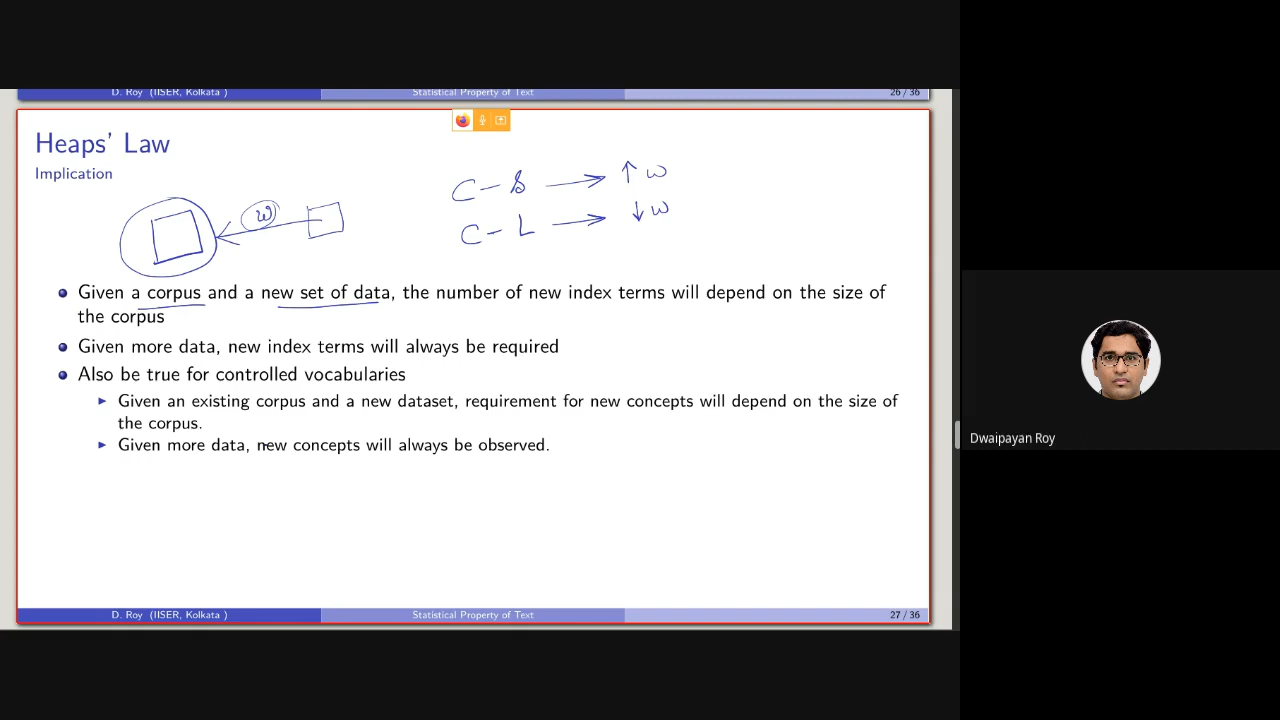 D. Roy (IISER, Kolkata )
Statistical Property of Text
26 / 36
Heaps' Law
Implication
C - S → ↑ w
C - L → ↓ w
w
Given a corpus and a new set of data, the number of new index terms will depend on the size of
the corpus
Given more data, new index terms will always be required
Also be true for controlled vocabularies
Given an existing corpus and a new dataset, requirement for new concepts will depend on the size of
the corpus.
Given more data, new concepts will always be observed.
Dwaipayan Roy
D. Roy (IISER, Kolkata )
Statistical Property of Text
27 / 36